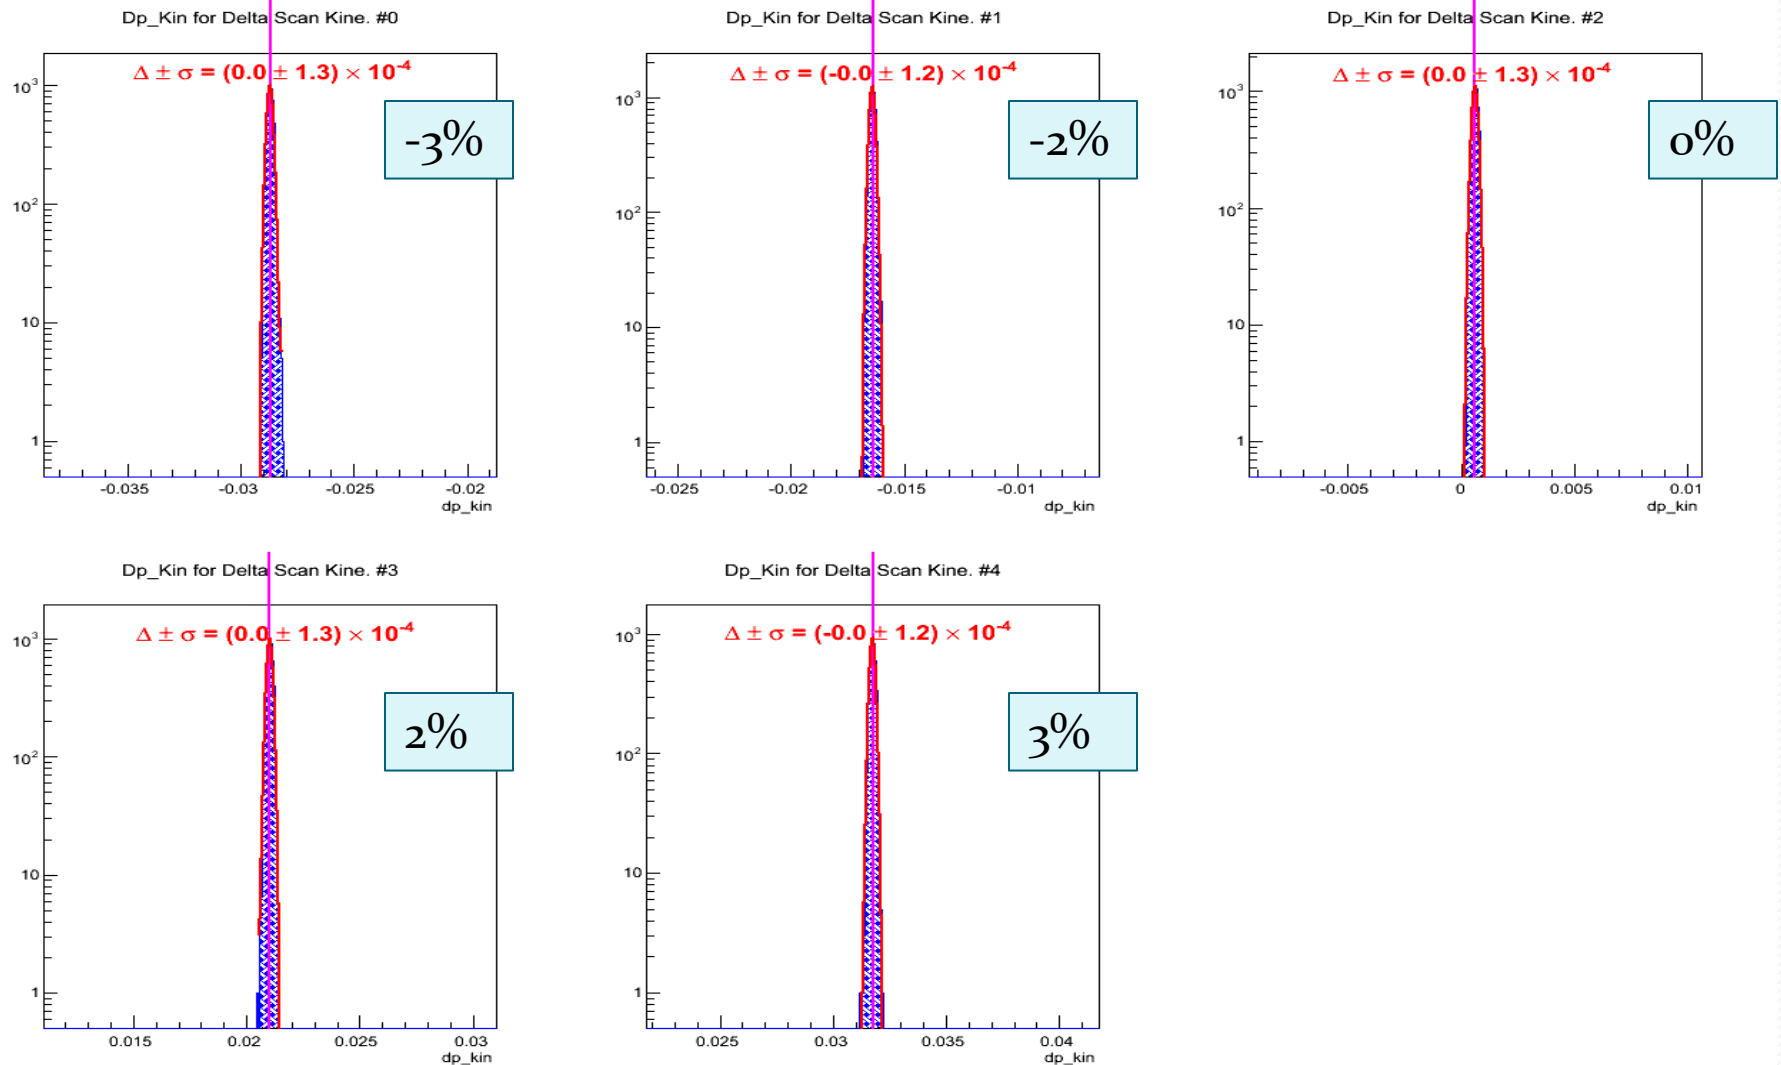 Dp_Kin for Delta Scan Kine. #0
Δ ± σ = (0.0 ± 1.3) × 10⁻⁴
-3%
10³
10²
10
1
-0.035 -0.03 -0.025 -0.02
dp_kin
Dp_Kin for Delta Scan Kine. #1
Δ ± σ = (-0.0 ± 1.2) × 10⁻⁴
-2%
10³
10²
10
1
-0.025 -0.02 -0.015 -0.01
dp_kin
Dp_Kin for Delta Scan Kine. #2
Δ ± σ = (0.0 ± 1.3) × 10⁻⁴
0%
10³
10²
10
1
-0.005 0 0.005 0.01
dp_kin
Dp_Kin for Delta Scan Kine. #3
Δ ± σ = (0.0 ± 1.3) × 10⁻⁴
2%
10³
10²
10
1
0.015 0.02 0.025 0.03
dp_kin
Dp_Kin for Delta Scan Kine. #4
Δ ± σ = (-0.0 ± 1.2) × 10⁻⁴
3%
10³
10²
10
1
0.025 0.03 0.035 0.04
dp_kin